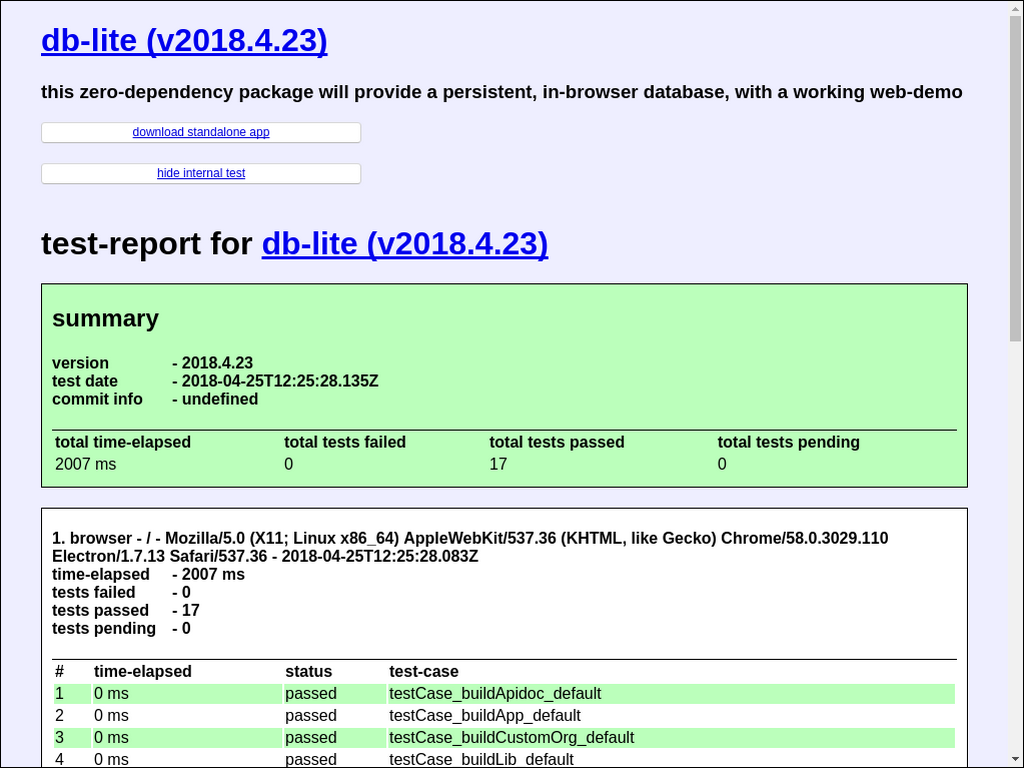 db-lite (v2018.4.23)
this zero-dependency package will provide a persistent, in-browser database, with a working web-demo
download standalone app
hide internal test
test-report for db-lite (v2018.4.23)
summary
version - 2018.4.23
test date - 2018-04-25T12:25:28.135Z
commit info - undefined
total time-elapsed total tests failed total tests passed total tests pending
2007 ms 0 17 0
1. browser - / - Mozilla/5.0 (X11; Linux x86_64) AppleWebKit/537.36 (KHTML, like Gecko) Chrome/58.0.3029.110
Electron/1.7.13 Safari/537.36 - 2018-04-25T12:25:28.083Z
time-elapsed - 2007 ms
tests failed - 0
tests passed - 17
tests pending - 0
# time-elapsed status test-case
1 0 ms passed testCase_buildApidoc_default
2 0 ms passed testCase_buildApp_default
3 0 ms passed testCase_buildCustomOrg_default
4 0 ms passed testCase_buildLib_default